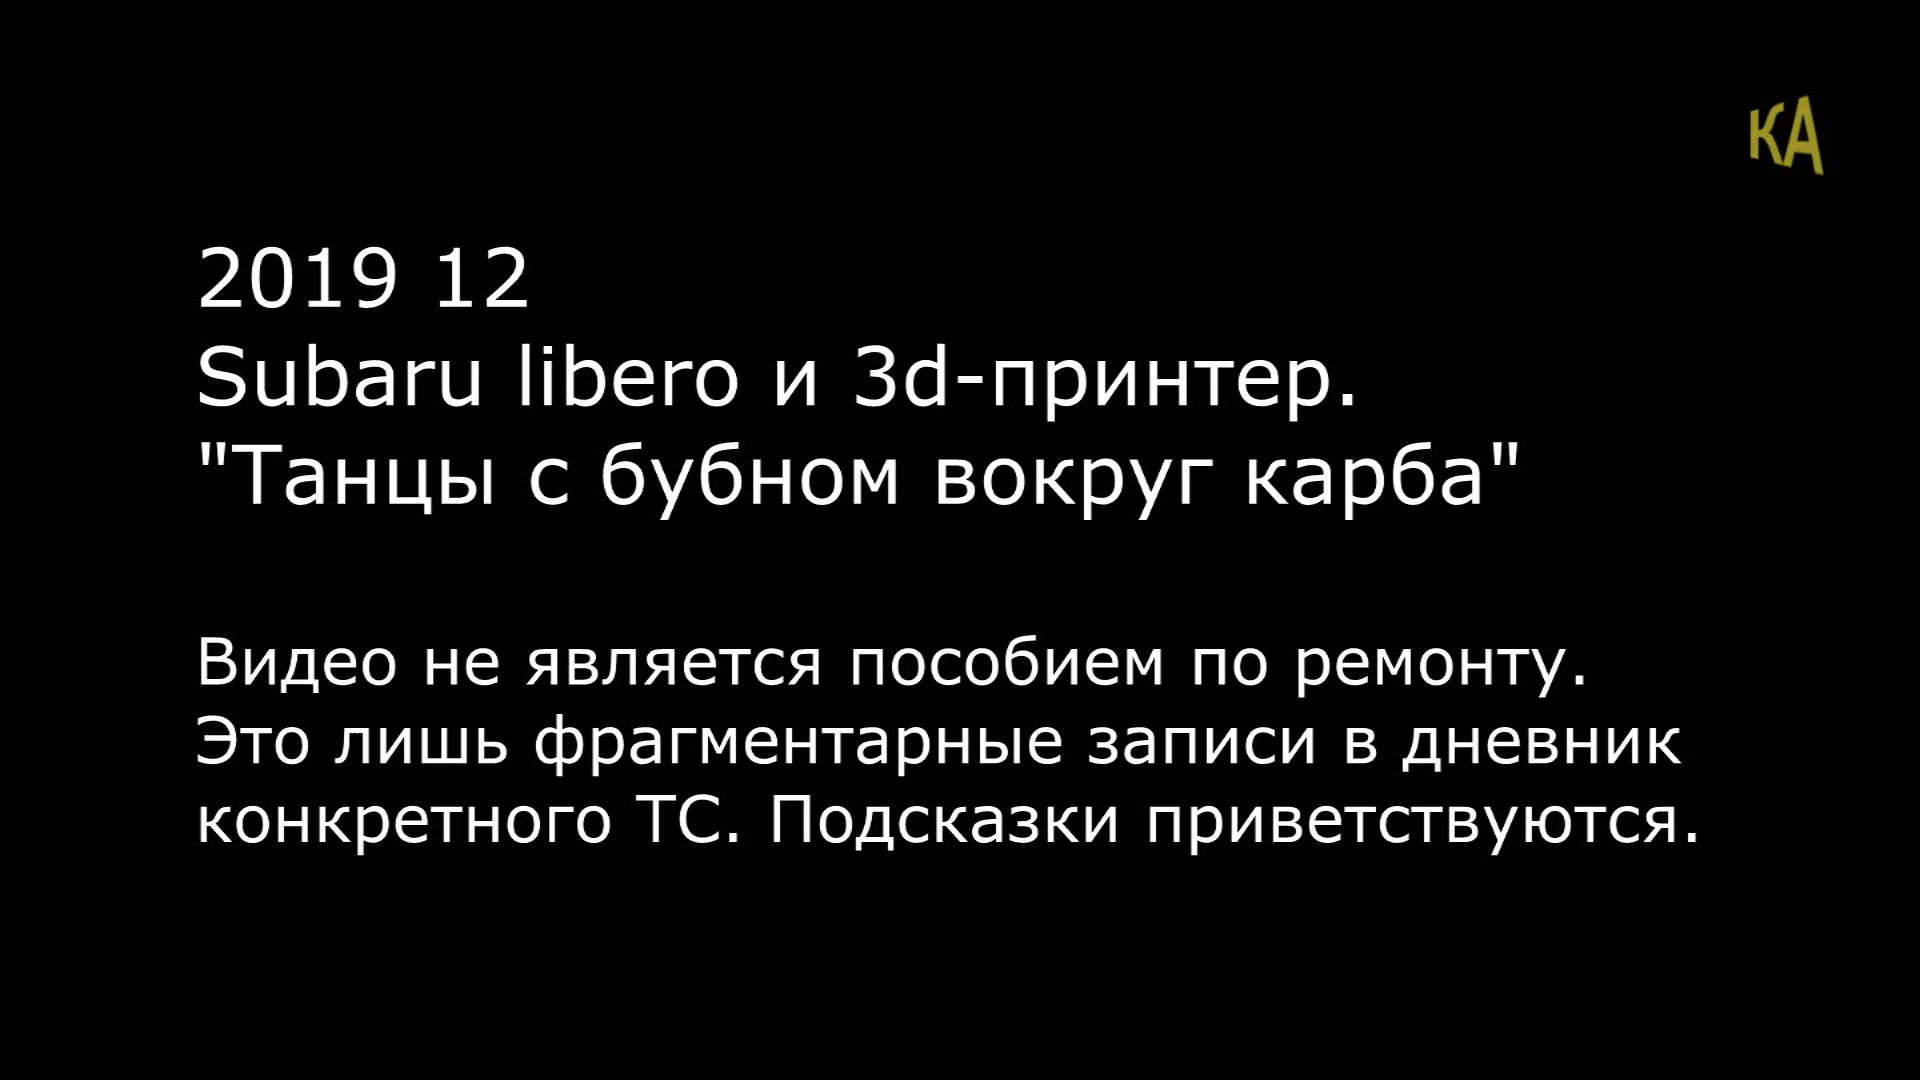 КА
2019 12
Subaru libero и 3d-принтер.
"Танцы с бубном вокруг карба"
Видео не является пособием по ремонту.
Это лишь фрагментарные записи в дневник
конкретного ТС. Подсказки приветствуются.